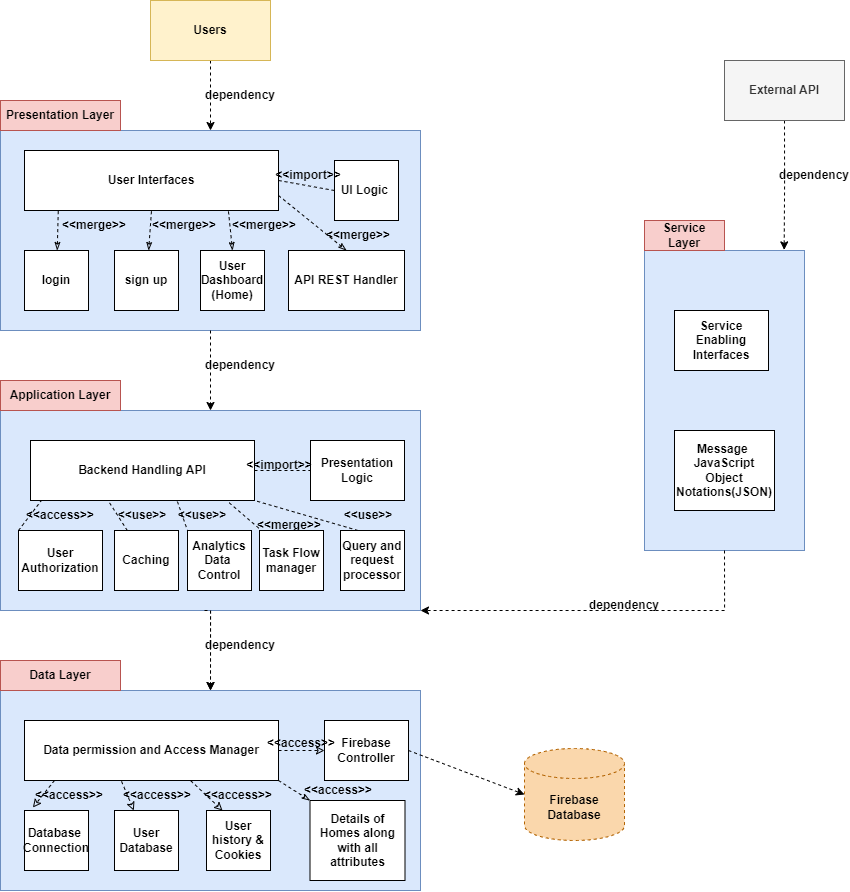 Users
dependency
External API
dependency
Presentation Layer
User Interfaces
<<import>>
UI Logic
<<merge>>
<<merge>>
<<merge>>
<<merge>>
login
sign up
User
Dashboard
(Home)
API REST Handler
Service
Layer
Service
Enabling
Interfaces
Message
JavaScript
Object
Notations(JSON)
dependency
dependency
Application Layer
Backend Handling API
<<import>>
Presentation
Logic
<<access>>
<<use>>
<<use>>
<<merge>>
<<use>>
User
Authorization
Caching
Analytics
Data
Control
Task Flow
manager
Query and
request
processor
dependency
Data Layer
Data permission and Access Manager
<<access>>
Firebase
Controller
<<access>>
<<access>>
<<access>>
<<access>>
Database
Connection
User
Database
User
history &
Cookies
Details of
Homes along
with all
attributes
Firebase
Database